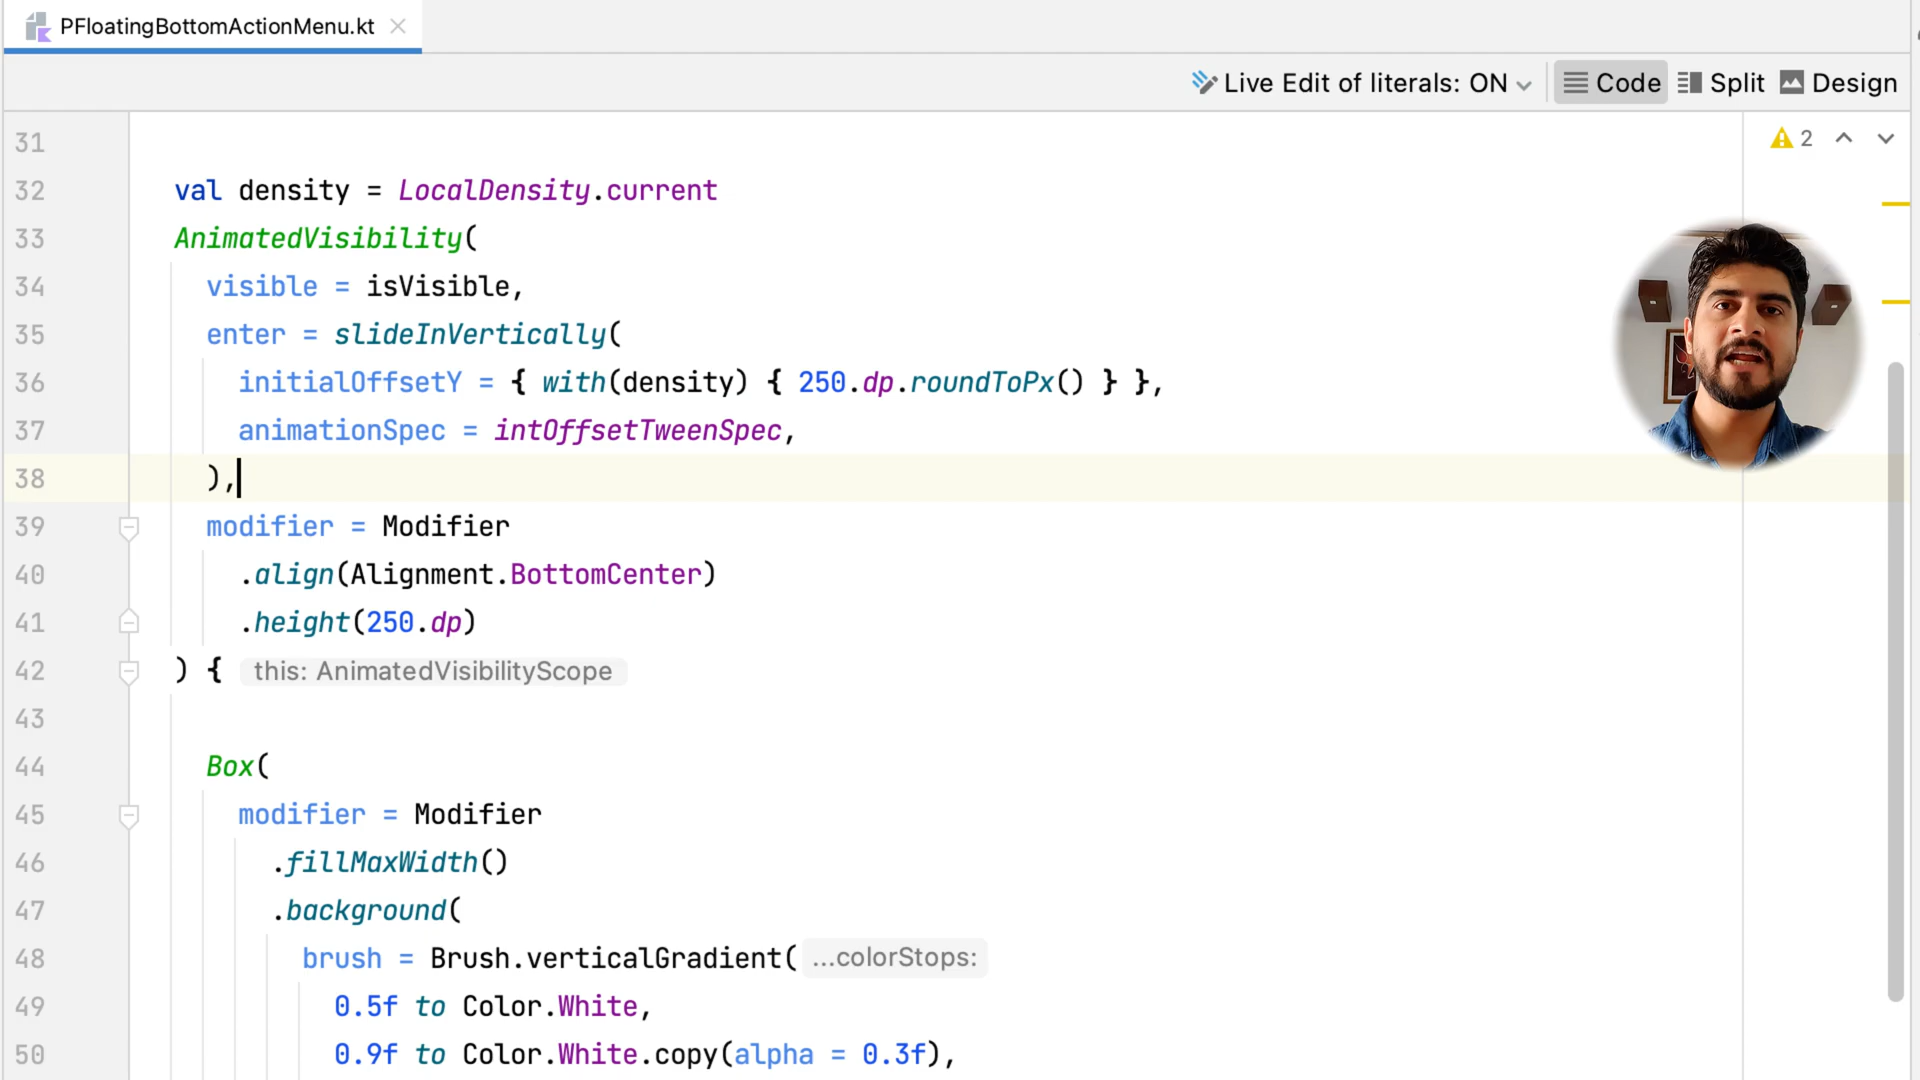 PFloatingBottomActionMenu.kt
Live Edit of literals: ON Code Split Design
2
31
32 val density = LocalDensity.current
33 AnimatedVisibility(
34 visible = isVisible,
35 enter = slideInVertically(
36 initialOffsetY = { with(density) { 250.dp.roundToPx() } },
37 animationSpec = intOffsetTweenSpec,
38 ),
39 modifier = Modifier
40 .align(Alignment.BottomCenter)
41 .height(250.dp)
42 ) { this: AnimatedVisibilityScope
43
44 Box(
45 modifier = Modifier
46 .fillMaxWidth()
47 .background(
48 brush = Brush.verticalGradient( ...colorStops:
49 0.5f to Color.White,
50 0.9f to Color.White.copy(alpha = 0.3f),